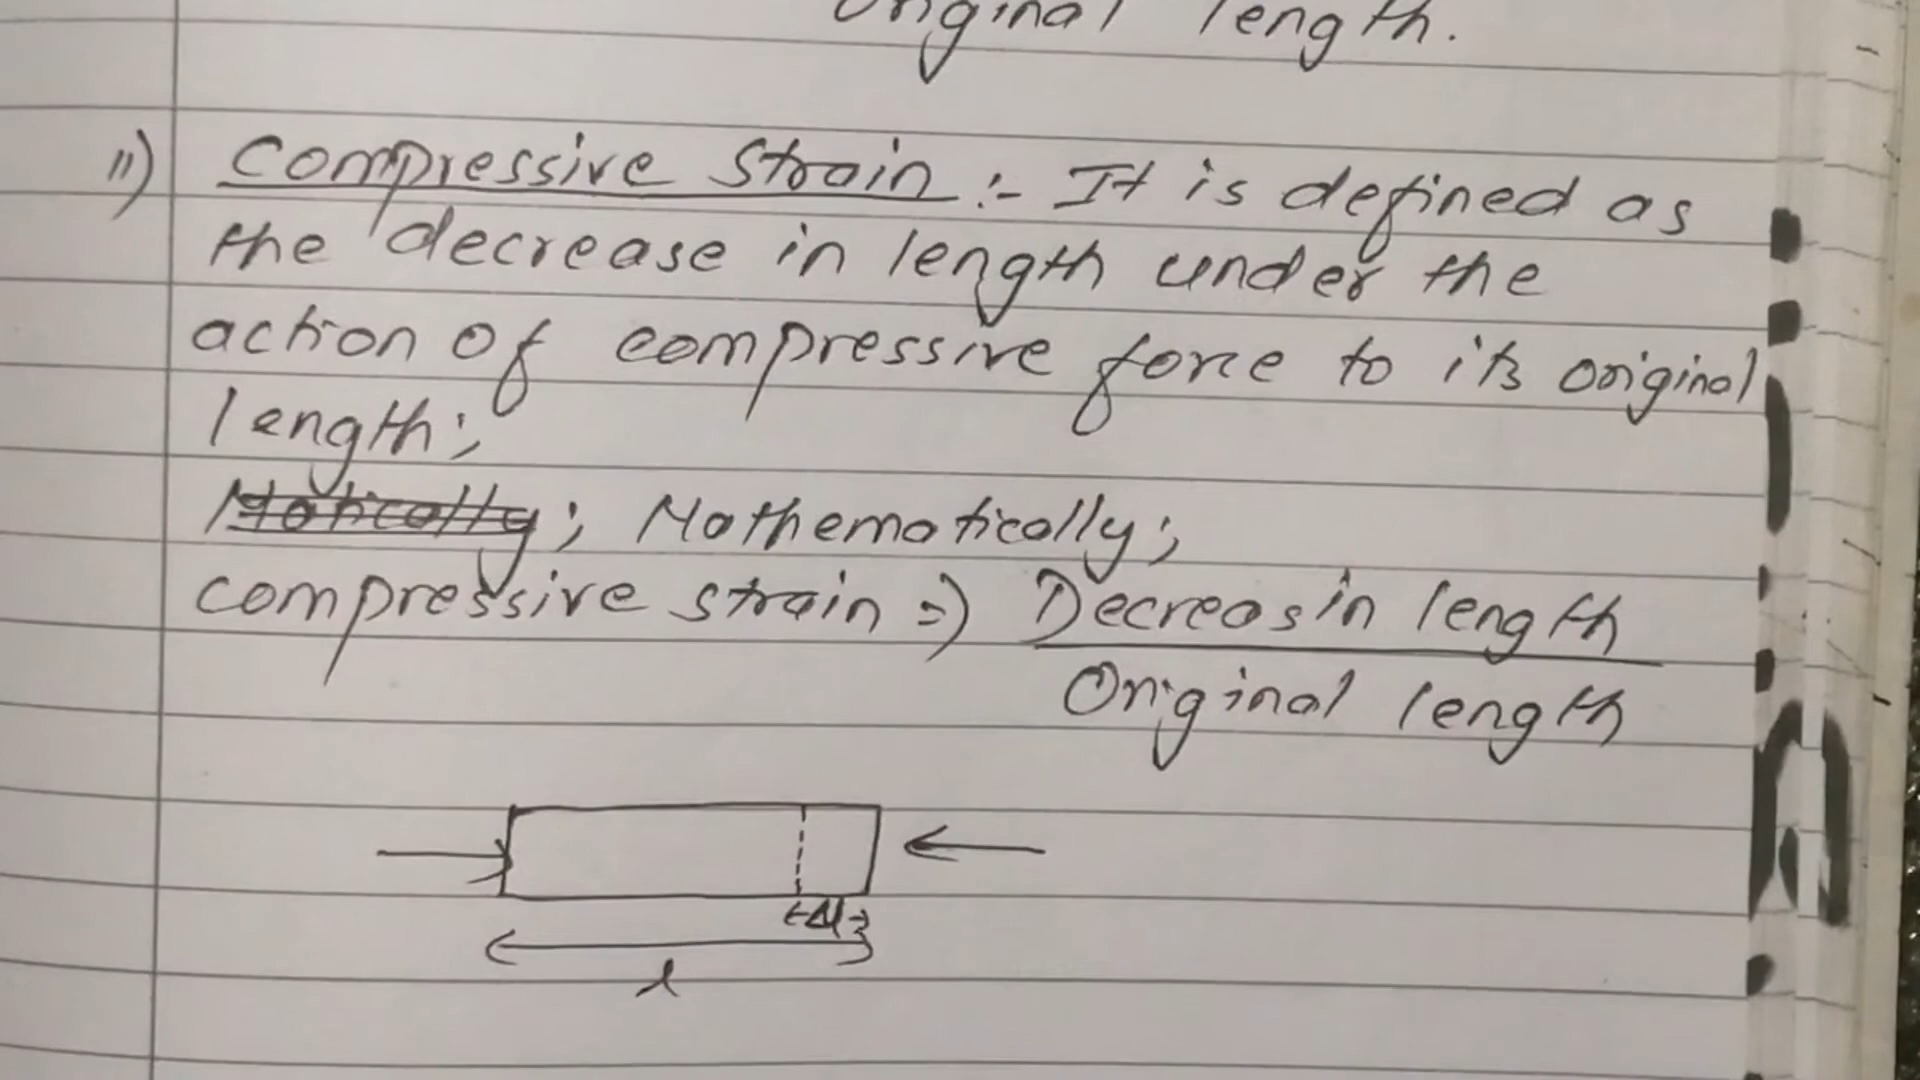 Original length.
ii) Compressive Strain :- It is defined as
the decrease in length under the
action of compressive force to its original
length;
; Mathematically;
compressive strain => Decreasin length
Original length
Δl
l